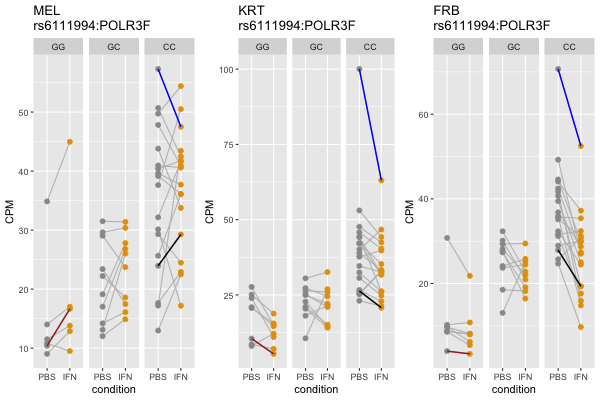 MEL
rs6111994:POLR3F
GG GC CC
CPM
50
40
30
20
10
PBS IFN PBS IFN PBS IFN
condition
KRT
rs6111994:POLR3F
GG GC CC
CPM
100
75
50
25
PBS IFN PBS IFN PBS IFN
condition
FRB
rs6111994:POLR3F
GG GC CC
CPM
60
40
20
PBS IFN PBS IFN PBS IFN
condition